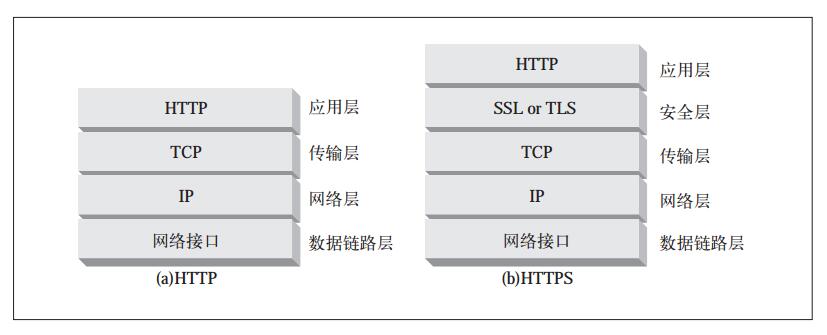 HTTP 应用层
TCP 传输层
IP 网络层
网络接口 数据链路层
(a)HTTP
HTTP 应用层
SSL or TLS 安全层
TCP 传输层
IP 网络层
网络接口 数据链路层
(b)HTTPS